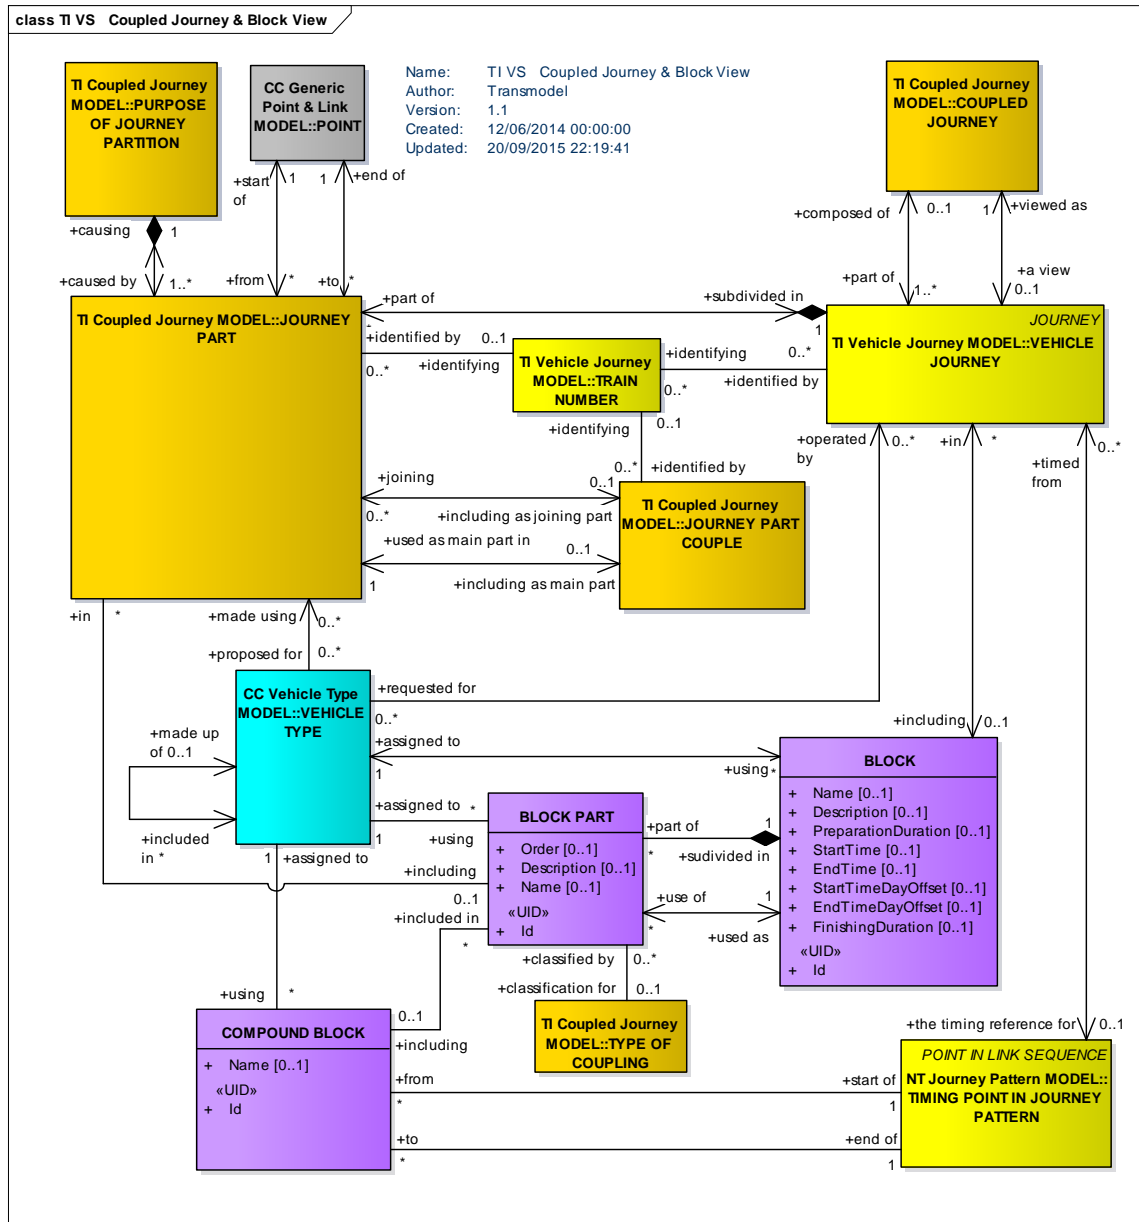 class TI VS   Coupled Journey & Block View
TI Coupled Journey
MODEL::PURPOSE
OF JOURNEY
PARTITION
CC Generic
Point & Link
MODEL::POINT
Name: TI VS   Coupled Journey & Block View
Author: Transmodel
Version: 1.1
Created: 12/06/2014 00:00:00
Updated: 20/09/2015 22:19:41
TI Coupled Journey
MODEL::COUPLED
JOURNEY
+start
of
1
1
+end of
+causing
1
+composed of
0..1
1
+viewed as
+caused by
1..*
+from
*
+to
*
+part of
1..*
+a view
0..1
TI Coupled Journey MODEL::JOURNEY
PART
+part of
*
+subdivided in
1
JOURNEY
TI Vehicle Journey MODEL::VEHICLE
JOURNEY
+identified by
0..1
0..*
+identifying
TI Vehicle Journey
MODEL::TRAIN
NUMBER
+identifying
0..*
0..*
+identified by
+identifying
0..1
0..*
+identified by
+operated
by
0..*
+in
*
+timed
from
0..*
+joining
0..1
0..*
+including as joining part
+used as main part in
0..1
1
+including as main part
TI Coupled Journey
MODEL::JOURNEY PART
COUPLE
+in
*
+made using
0..*
+proposed for
0..*
CC Vehicle Type
MODEL::VEHICLE
TYPE
+requested for
0..*
+made up
of 0..1
+included
in *
+assigned to
1
+using
*
+including
0..1
BLOCK
+ Name [0..1]
+ Description [0..1]
+ PreparationDuration [0..1]
+ StartTime [0..1]
+ EndTime [0..1]
+ StartTimeDayOffset [0..1]
+ EndTimeDayOffset [0..1]
+ FinishingDuration [0..1]
«UID»
+ Id
+assigned to
1
*
+using
BLOCK PART
+ Order [0..1]
+ Description [0..1]
+ Name [0..1]
«UID»
+ Id
+part of
*
1
+sudivided in
+use of
*
1
+used as
1
+assigned to
+including
0..1
+included in
*
+classified by
0..*
+classification for
0..1
TI Coupled Journey
MODEL::TYPE OF
COUPLING
+using
*
0..1
+including
COMPOUND BLOCK
+ Name [0..1]
«UID»
+ Id
+from
*
+start of
1
+to
*
+end of
1
+the timing reference for
0..1
POINT IN LINK SEQUENCE
NT Journey Pattern MODEL::
TIMING POINT IN JOURNEY
PATTERN